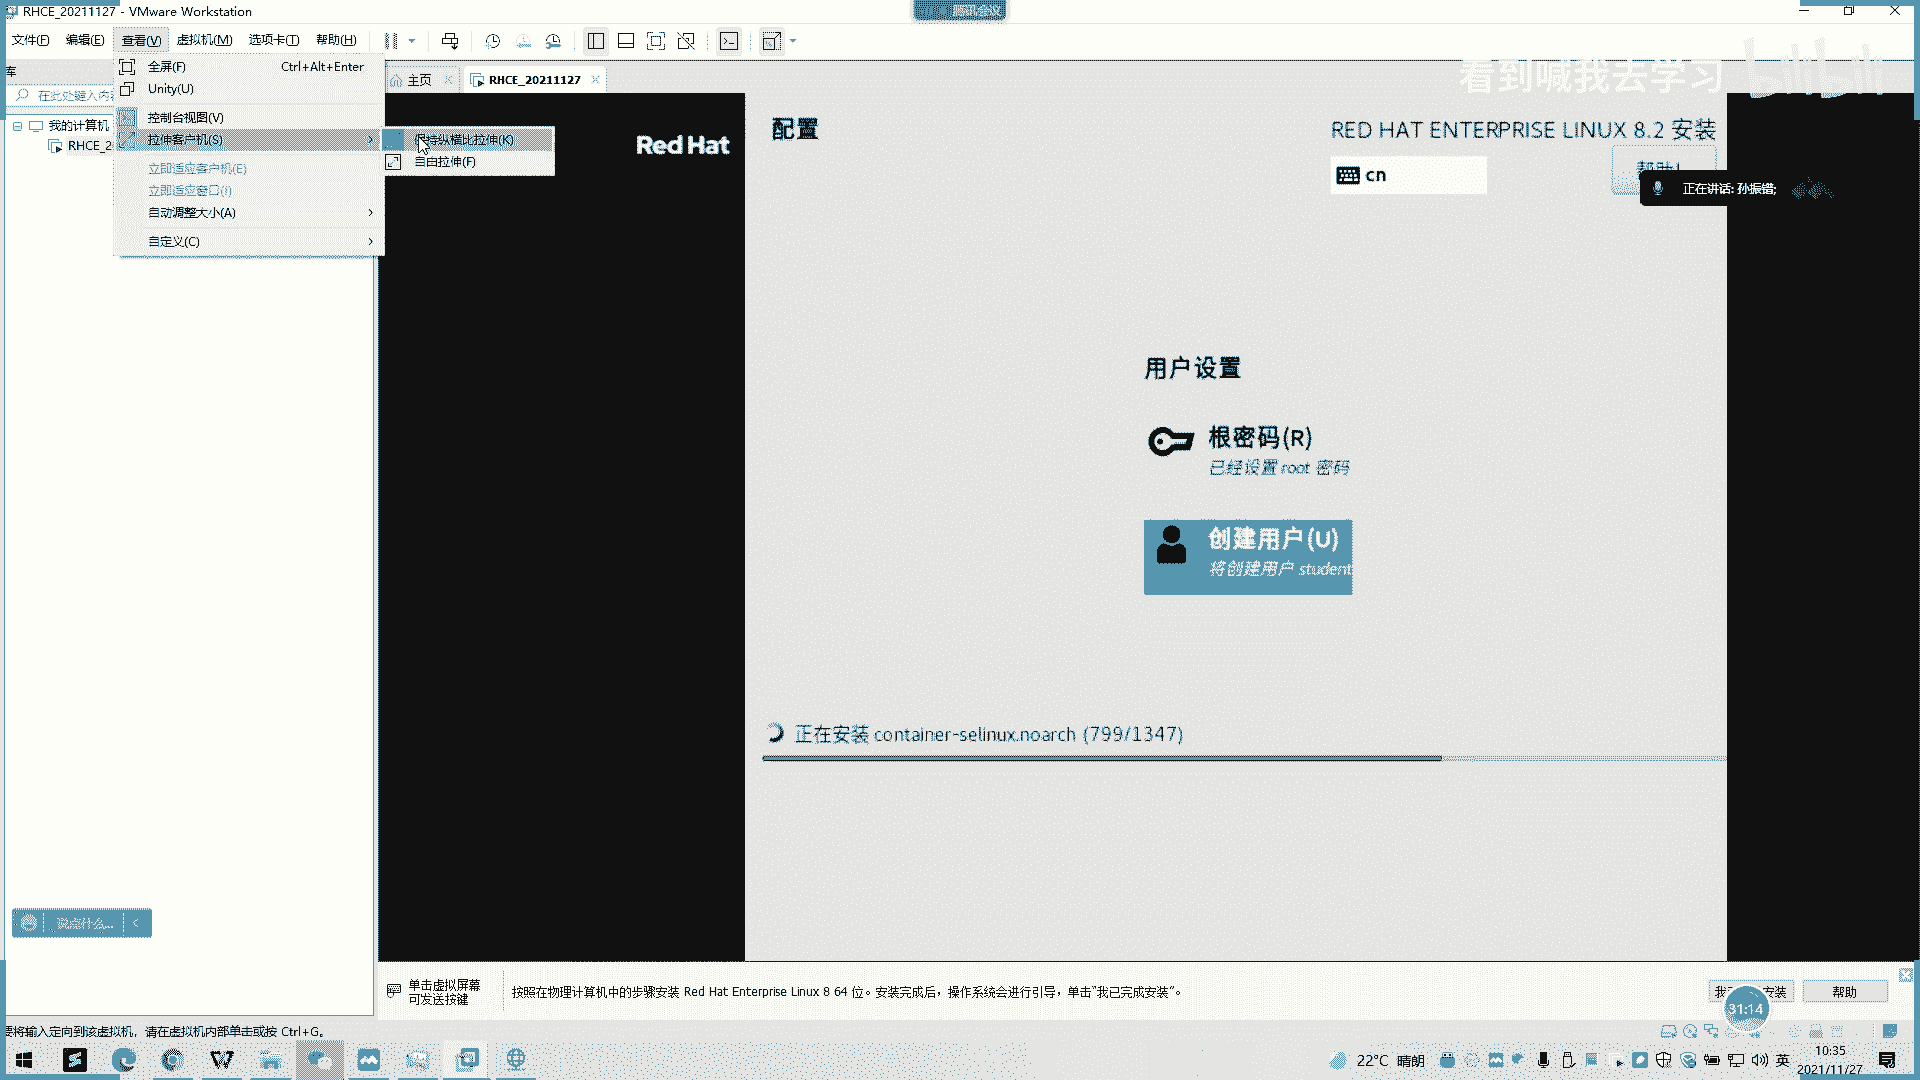 RHCE_20211127 - VMware Workstation
腾讯会议
文件(F) 编辑(E) 查看(V) 虚拟机(M) 选项卡(T) 帮助(H)
库
在此处键入内
我的计算机
RHCE_2
全屏(F) Ctrl+Alt+Enter
Unity(U)
控制台视图(V)
拉伸客户机(S)
立即适应客户机(E)
立即适应窗口(I)
自动调整大小(A)
自定义(C)
保持纵横比拉伸(K)
自由拉伸(F)
主页
RHCE_20211127
看到喊我去学习
bilibili
Red Hat
配置
RED HAT ENTERPRISE LINUX 8.2 安装
cn
帮助!
正在讲话: 孙振锴;
用户设置
根密码(R)
已经设置 root 密码
创建用户(U)
将创建用户 student
正在安装 container-selinux.noarch (799/1347)
说点什么...
单击虚拟屏幕
可发送按键
按照在物理计算机中的步骤安装 Red Hat Enterprise Linux 8 64 位。安装完成后，操作系统会进行引导，单击“我已完成安装”。
安装
帮助
31:14
要将输入定向到该虚拟机，请在虚拟机内部单击或按 Ctrl+G。
22°C 晴朗
英
10:35
2021/11/27